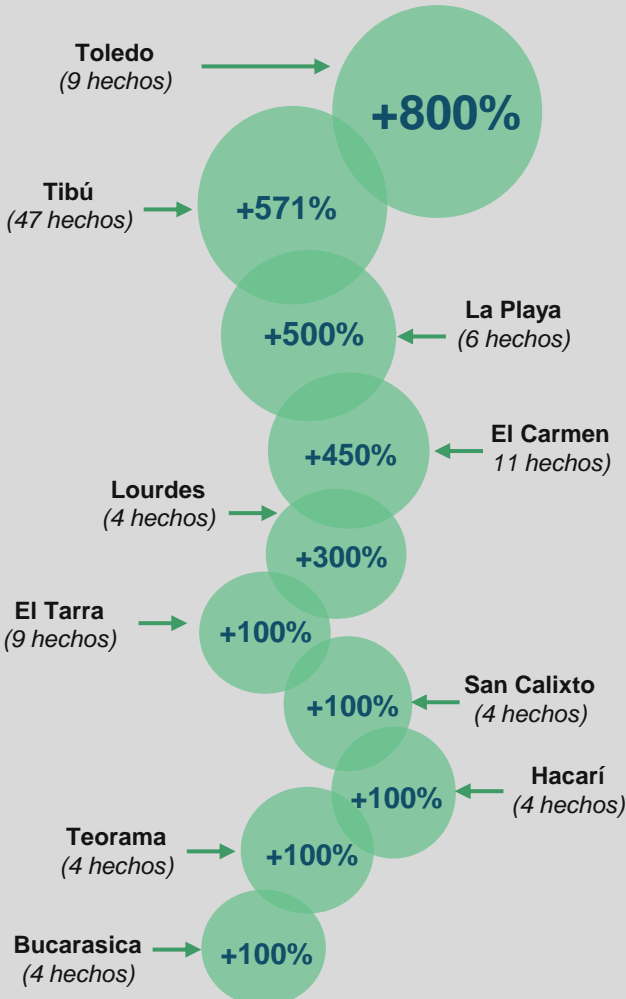 Toledo
(9 hechos)
+800%
Tibú
(47 hechos)
+571%
La Playa
(6 hechos)
+500%
El Carmen
11 hechos)
+450%
Lourdes
(4 hechos)
+300%
El Tarra
(9 hechos)
+100%
San Calixto
(4 hechos)
+100%
Hacarí
(4 hechos)
+100%
Teorama
(4 hechos)
+100%
Bucarasica
(4 hechos)
+100%